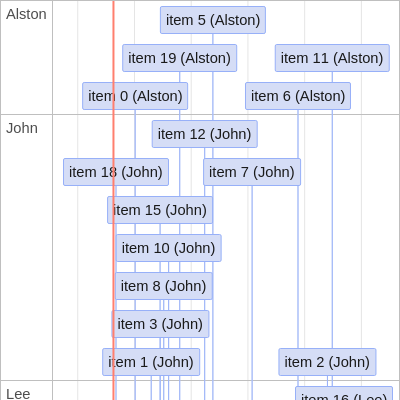 Alston
item 5 (Alston)
item 19 (Alston)
item 11 (Alston)
item 0 (Alston)
item 6 (Alston)
John
item 12 (John)
item 18 (John)
item 7 (John)
item 15 (John)
item 10 (John)
item 8 (John)
item 3 (John)
item 1 (John)
item 2 (John)
Lee
item 16 (Lee)